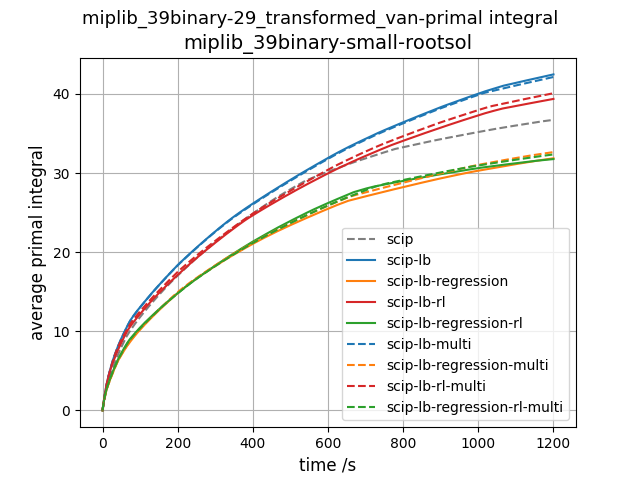 miplib_39binary-29_transformed_van-primal integral
miplib_39binary-small-rootsol
average primal integral
40
30
20
10
0
scip
scip-lb
scip-lb-regression
scip-lb-rl
scip-lb-regression-rl
scip-lb-multi
scip-lb-regression-multi
scip-lb-rl-multi
scip-lb-regression-rl-multi
0 200 400 600 800 1000 1200
time /s